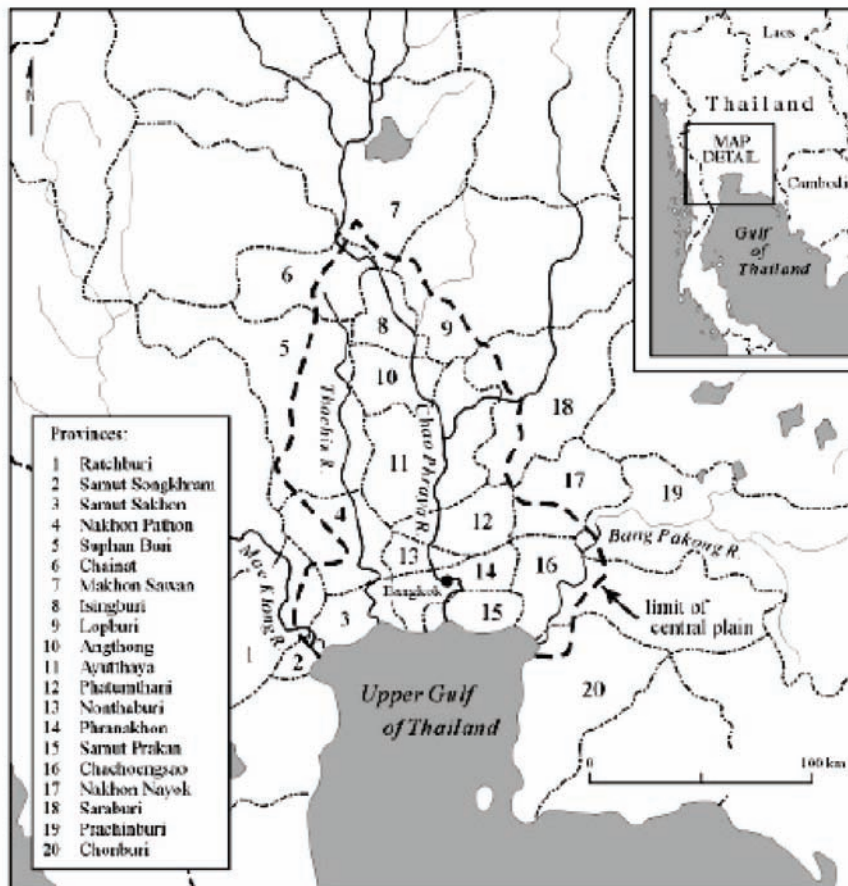 N
Laos
Thailand
MAP
DETAIL
Cambodi
Gulf
of
Thailand
7
6
5
8
9
10
Thachin R.
Chao Phraya R.
11
18
17
19
4
12
13
14
16
Bang Pakong R.
Mae Klong R.
Bangkok
3
15
limit of
central plain
1
2
20
Upper Gulf
of Thailand
0
100 km
Provinces:
1 Ratchburi
2 Samut Songkhram
3 Samut Sakhon
4 Nakhon Pathon
5 Suphan Buri
6 Chainat
7 Makhon Sawan
8 Isingburi
9 Lopburi
10 Angthong
11 Ayutthaya
12 Phatumthani
13 Nonthaburi
14 Phranakhon
15 Samut Prakan
16 Chachoengsao
17 Nakhon Nayok
18 Saraburi
19 Prachinburi
20 Chonburi